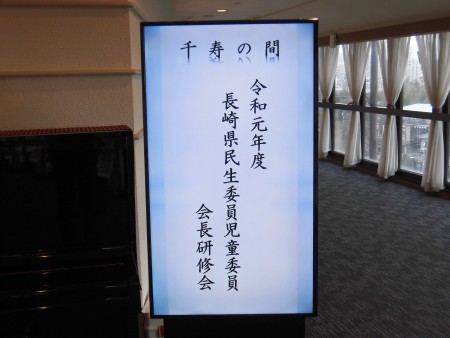 千寿の間
令和元年度
長崎県民生委員児童委員
会長研修会